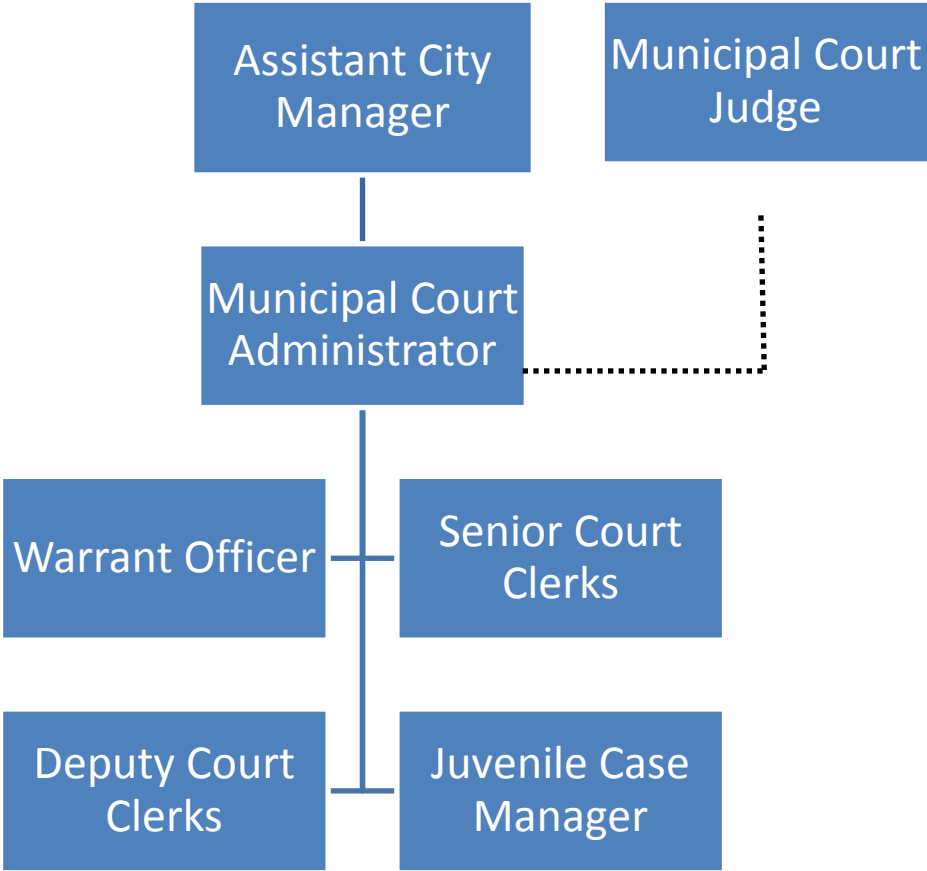 Assistant City
Manager
Municipal Court
Judge
Municipal Court
Administrator
Warrant Officer
Senior Court
Clerks
Deputy Court
Clerks
Juvenile Case
Manager